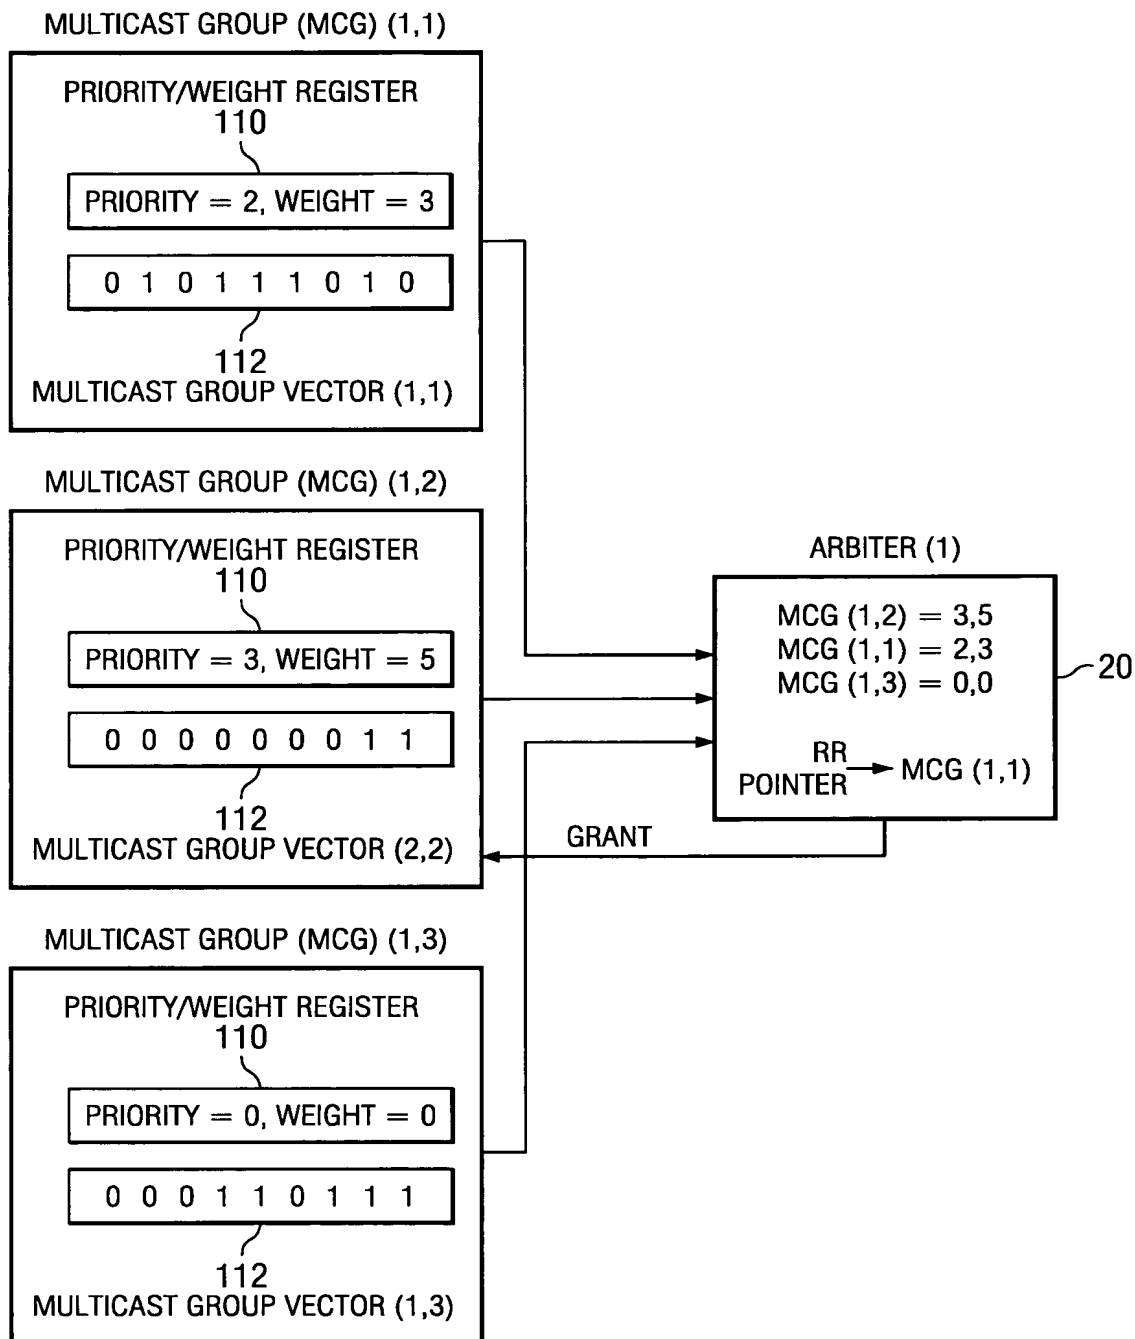 MULTICAST GROUP (MCG) (1,1)
PRIORITY/WEIGHT REGISTER
110
PRIORITY = 2, WEIGHT = 3
0 1 0 1 1 1 0 1 0
112
MULTICAST GROUP VECTOR (1,1)
MULTICAST GROUP (MCG) (1,2)
PRIORITY/WEIGHT REGISTER
110
PRIORITY = 3, WEIGHT = 5
0 0 0 0 0 0 0 1 1
112
MULTICAST GROUP VECTOR (2,2)
MULTICAST GROUP (MCG) (1,3)
PRIORITY/WEIGHT REGISTER
110
PRIORITY = 0, WEIGHT = 0
0 0 0 1 1 0 1 1 1
112
MULTICAST GROUP VECTOR (1,3)
ARBITER (1)
MCG (1,2) = 3,5
MCG (1,1) = 2,3
MCG (1,3) = 0,0
20
RR
POINTER
MCG (1,1)
GRANT